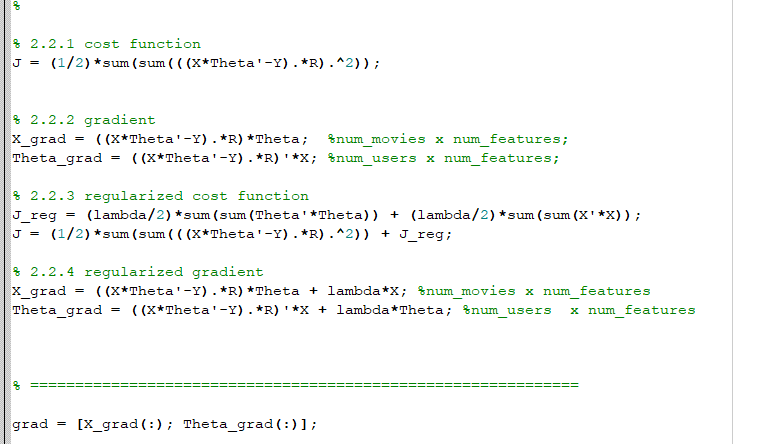 %
% 2.2.1 cost function
J = (1/2)*sum(sum(((X*Theta'-Y).*R).^2));
% 2.2.2 gradient
X_grad = ((X*Theta'-Y).*R)*Theta;  %num_movies x num_features;
Theta_grad = ((X*Theta'-Y).*R)'*X; %num_users x num_features;
% 2.2.3 regularized cost function
J_reg = (lambda/2)*sum(sum(Theta'*Theta)) + (lambda/2)*sum(sum(X'*X));
J = (1/2)*sum(sum(((X*Theta'-Y).*R).^2)) + J_reg;
% 2.2.4 regularized gradient
X_grad = ((X*Theta'-Y).*R)*Theta + lambda*X; %num_movies x num_features
Theta_grad = ((X*Theta'-Y).*R)'*X + lambda*Theta; %num_users  x num_features
% =============================================================
grad = [X_grad(:); Theta_grad(:)];